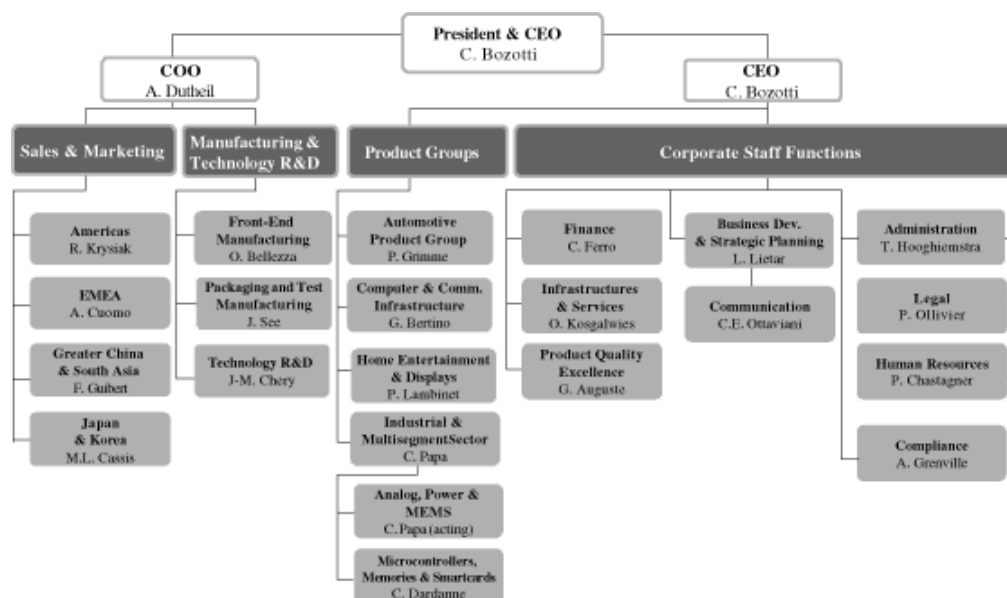 President & CEO
C. Bozotti
COO
A. Dutheil
CEO
C. Bozotti
Sales & Marketing
Manufacturing &
Technology R&D
Product Groups
Corporate Staff Functions
Americas
R. Krysiak
EMEA
A. Cuomo
Greater China
& South Asia
F. Guibert
Japan
& Korea
M.L. Cassis
Front-End
Manufacturing
O. Bellezza
Packaging and Test
Manufacturing
J. See
Technology R&D
J-M. Chery
Automotive
Product Group
P. Grimme
Computer & Comm.
Infrastructure
G. Bertino
Home Entertainment
& Displays
P. Lambinet
Industrial &
MultisegmentSector
C. Papa
Analog, Power &
MEMS
C. Papa (acting)
Microcontrollers,
Memories & Smartcards
C. Dardanne
Finance
C. Ferro
Infrastructures
& Services
O. Kosgalwies
Product Quality
Excellence
G. Auguste
Business Dev.
& Strategic Planning
L. Lietar
Communication
C.E. Ottaviani
Administration
T. Hooghiemstra
Legal
P. Ollivier
Human Resources
P. Chastagner
Compliance
A. Grenville